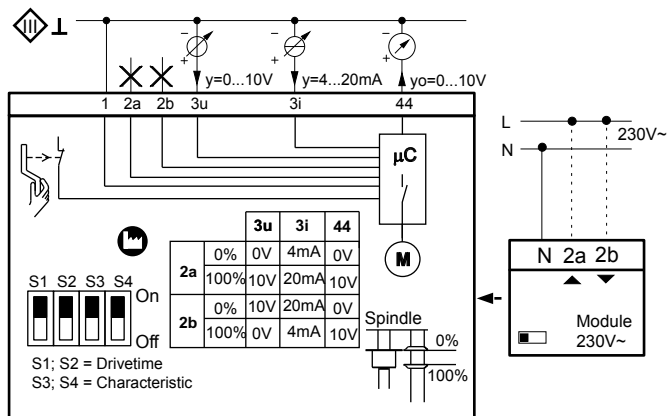 III ⊥
− − −
+ + +
y=0...10V y=4...20mA yo=0...10V
1 2a 2b 3u 3i 44
L
N
230V~
µC
M
N 2a 2b
Module
230V~
3u 3i 44
2a 0% 0V 4mA 0V
100% 10V 20mA 10V
2b 0% 10V 20mA 0V
100% 0V 4mA 10V
S1 S2 S3 S4
On
Off
Spindle
0%
100%
S1; S2 = Drivetime
S3; S4 = Characteristic